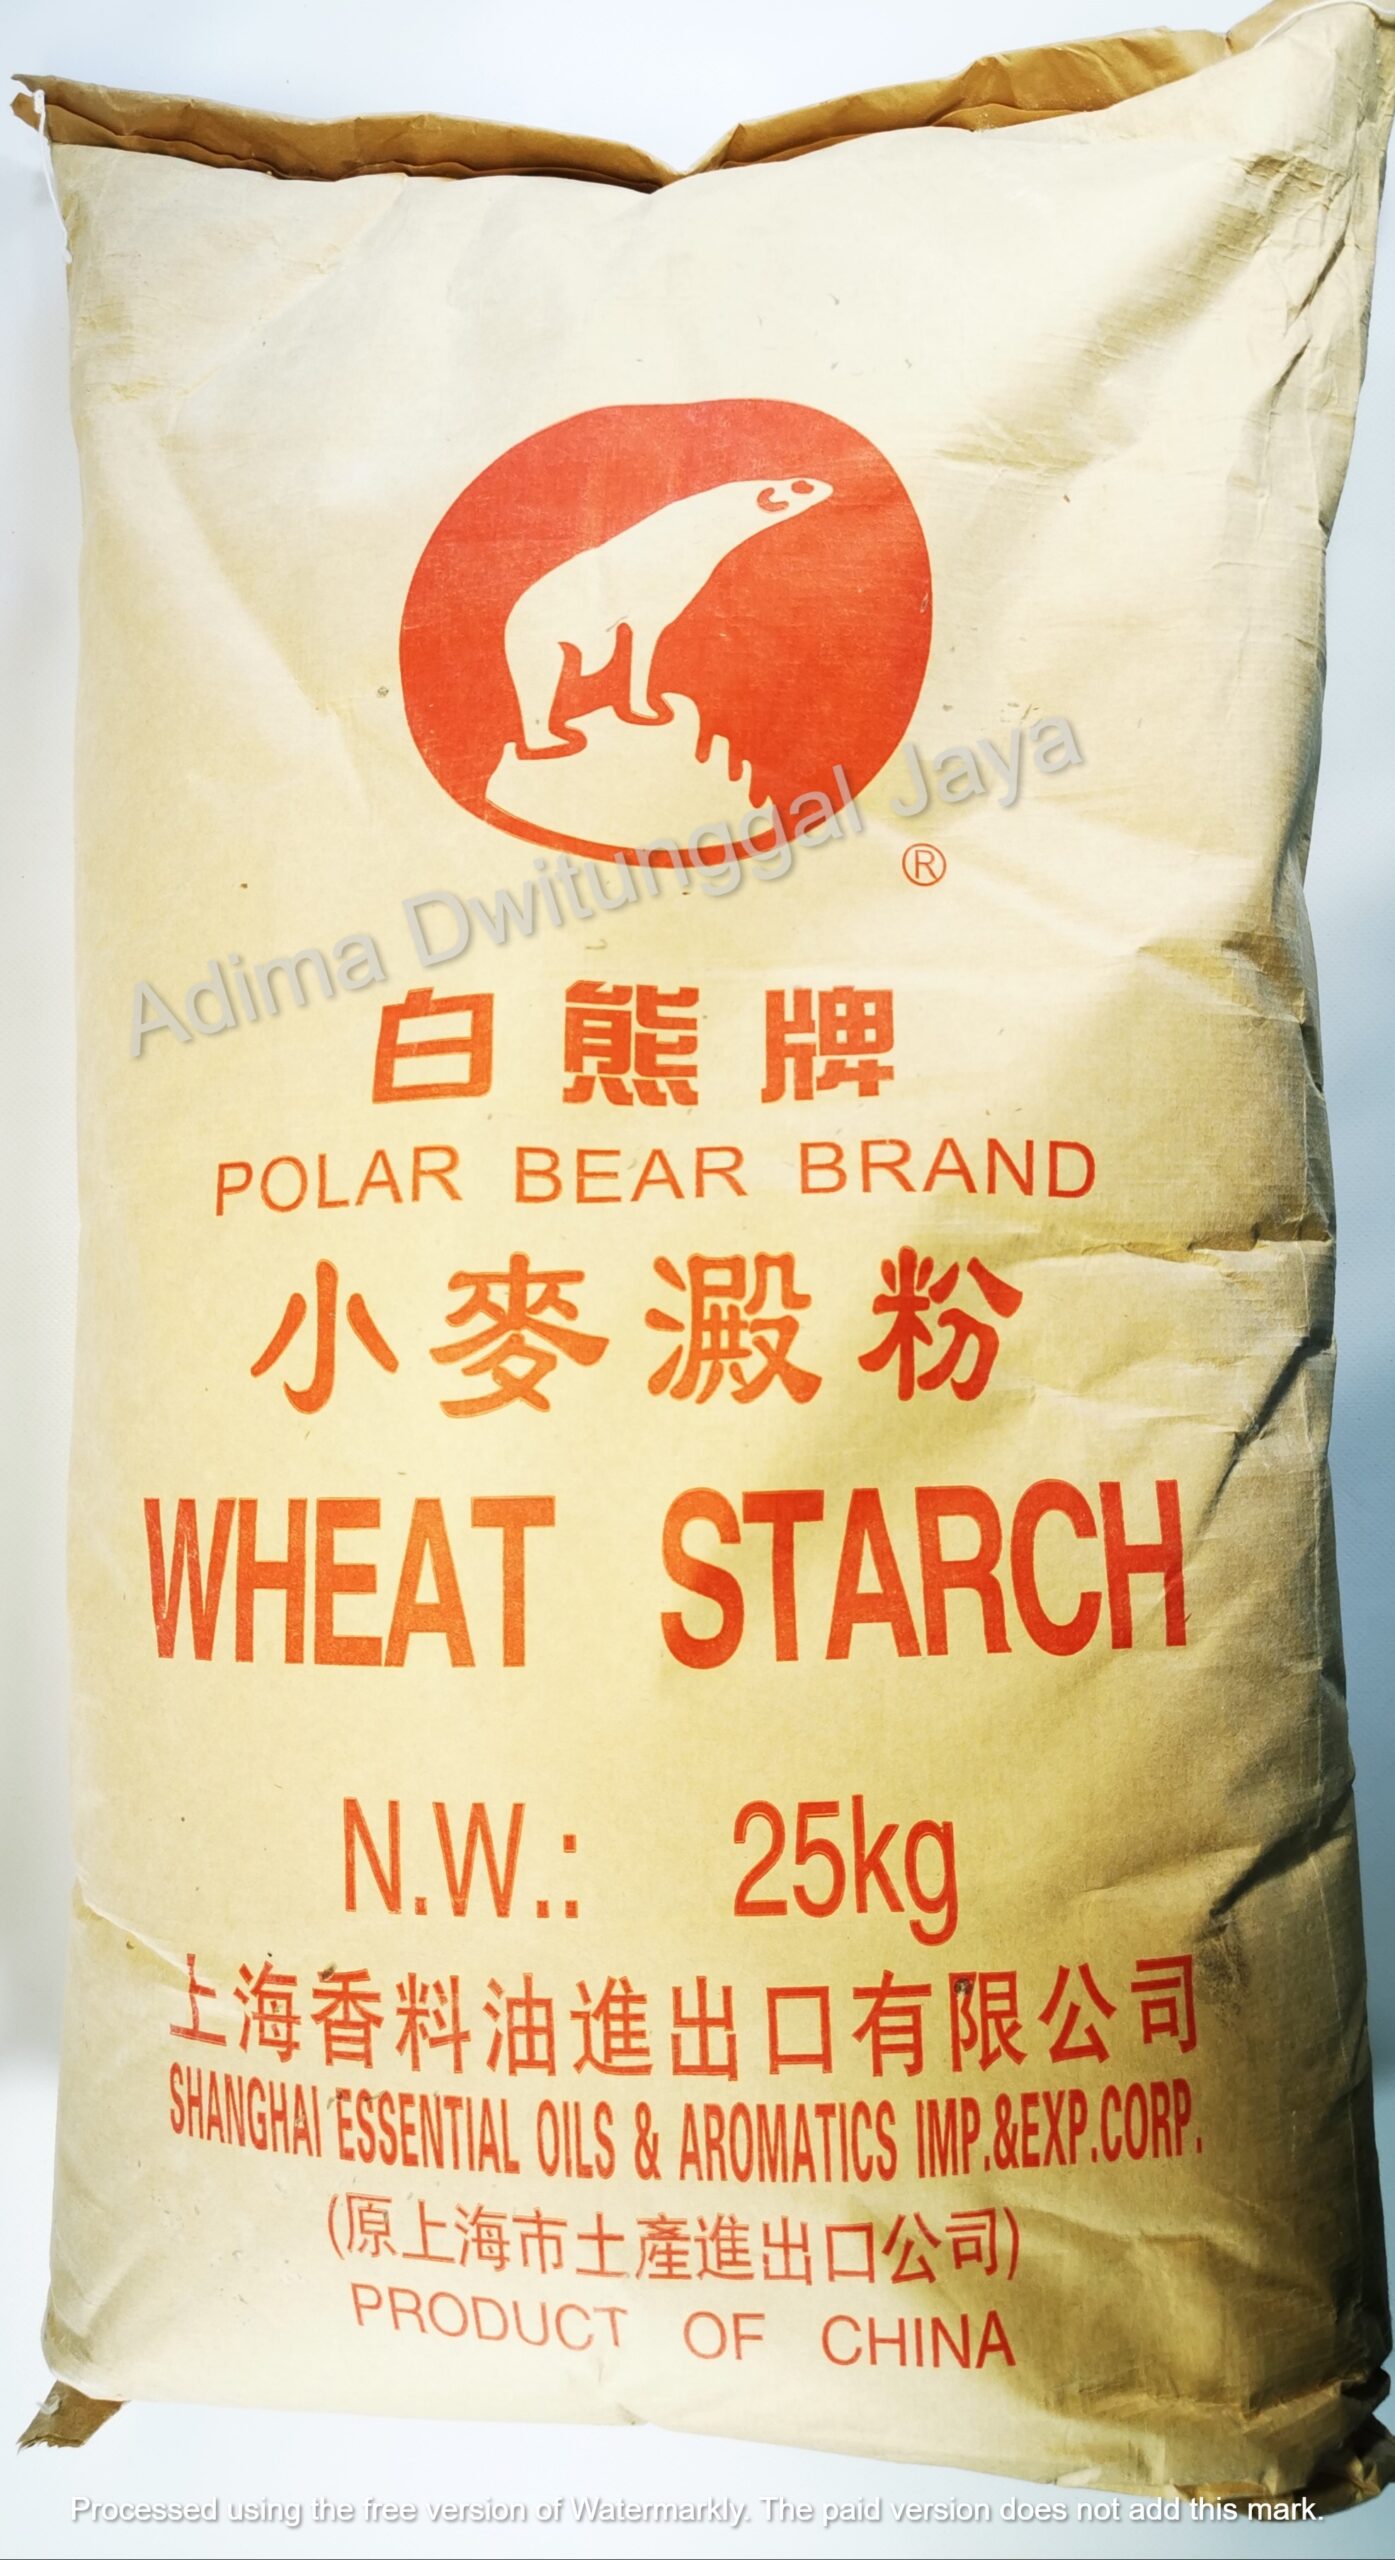 ®
Adima Dwitunggal Jaya
白熊牌
POLAR BEAR BRAND
小麥澱粉
WHEAT STARCH
N.W.: 25kg
上海香料油進出口有限公司
SHANGHAI ESSENTIAL OILS & AROMATICS IMP.&EXP.CORP.
(原上海市土產進出口公司)
PRODUCT OF CHINA
Processed using the free version of Watermarkly. The paid version does not add this mark.